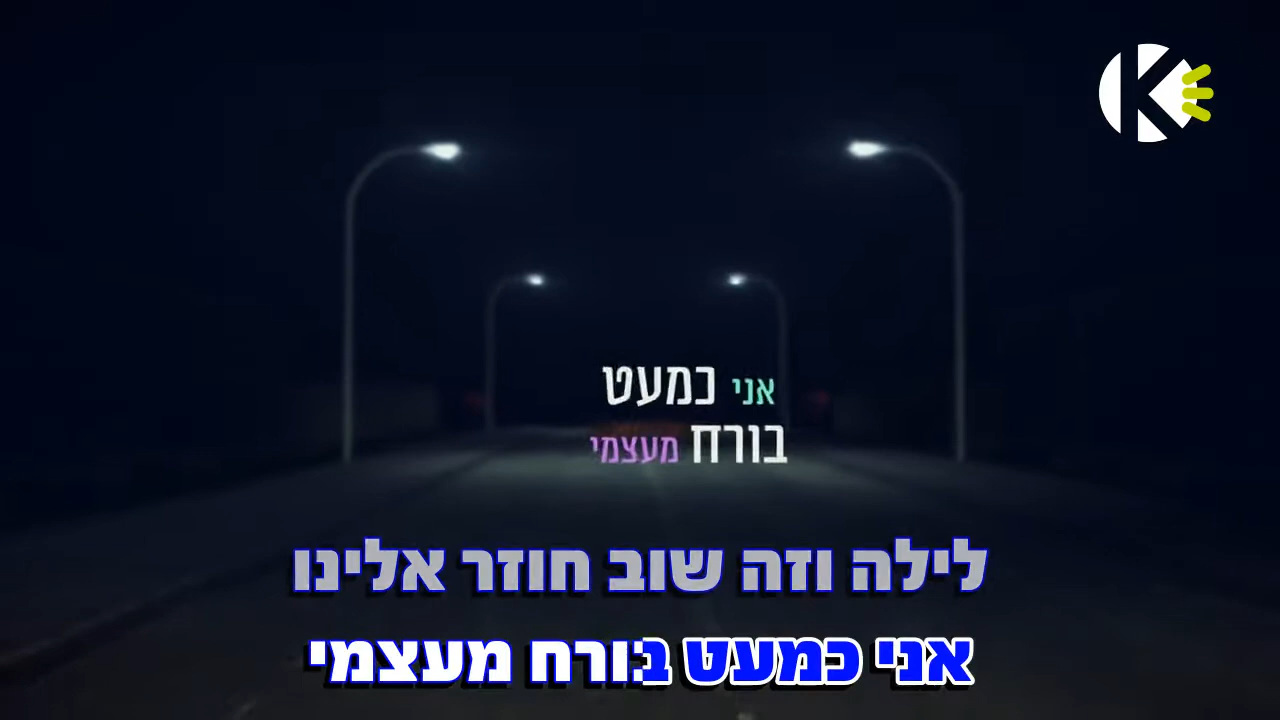 אני כמעט
בורח מעצמי
לילה וזה שוב חוזר אלינו
אני כמעט בורח מעצמי